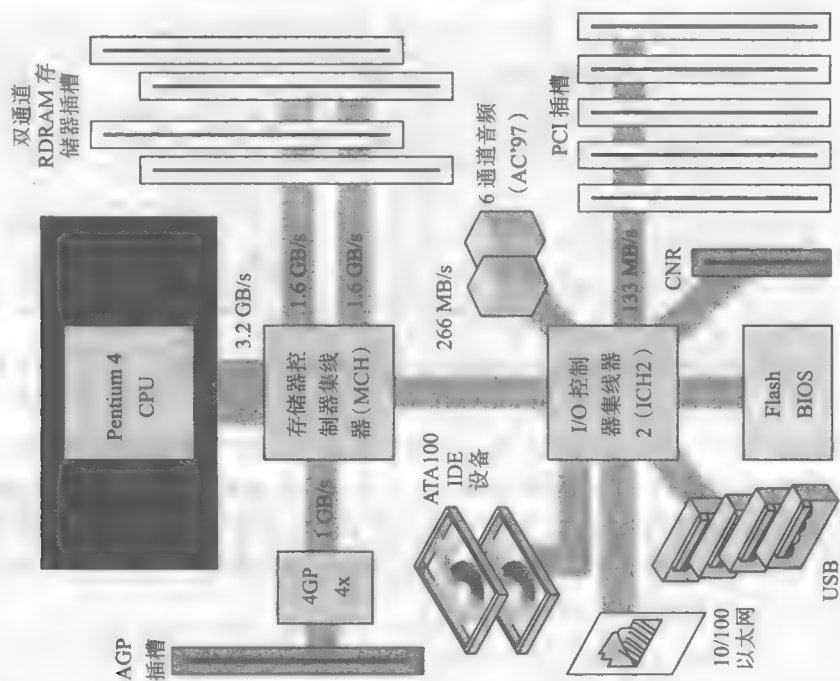 双通道
RDRAM 存
储器插槽
Pentium 4
CPU
3.2 GB/s
1.6 GB/s
1.6 GB/s
存储器控
制器集线
器(MCH)
1 GB/s
4GP
4x
AGP
插槽
266 MB/s
6 通道音频
(AC'97)
PCI 插槽
133 MB/s
CNR
I/O 控制
器集线器
2 (ICH2)
ATA100
IDE
设备
Flash
BIOS
USB
10/100
以太网